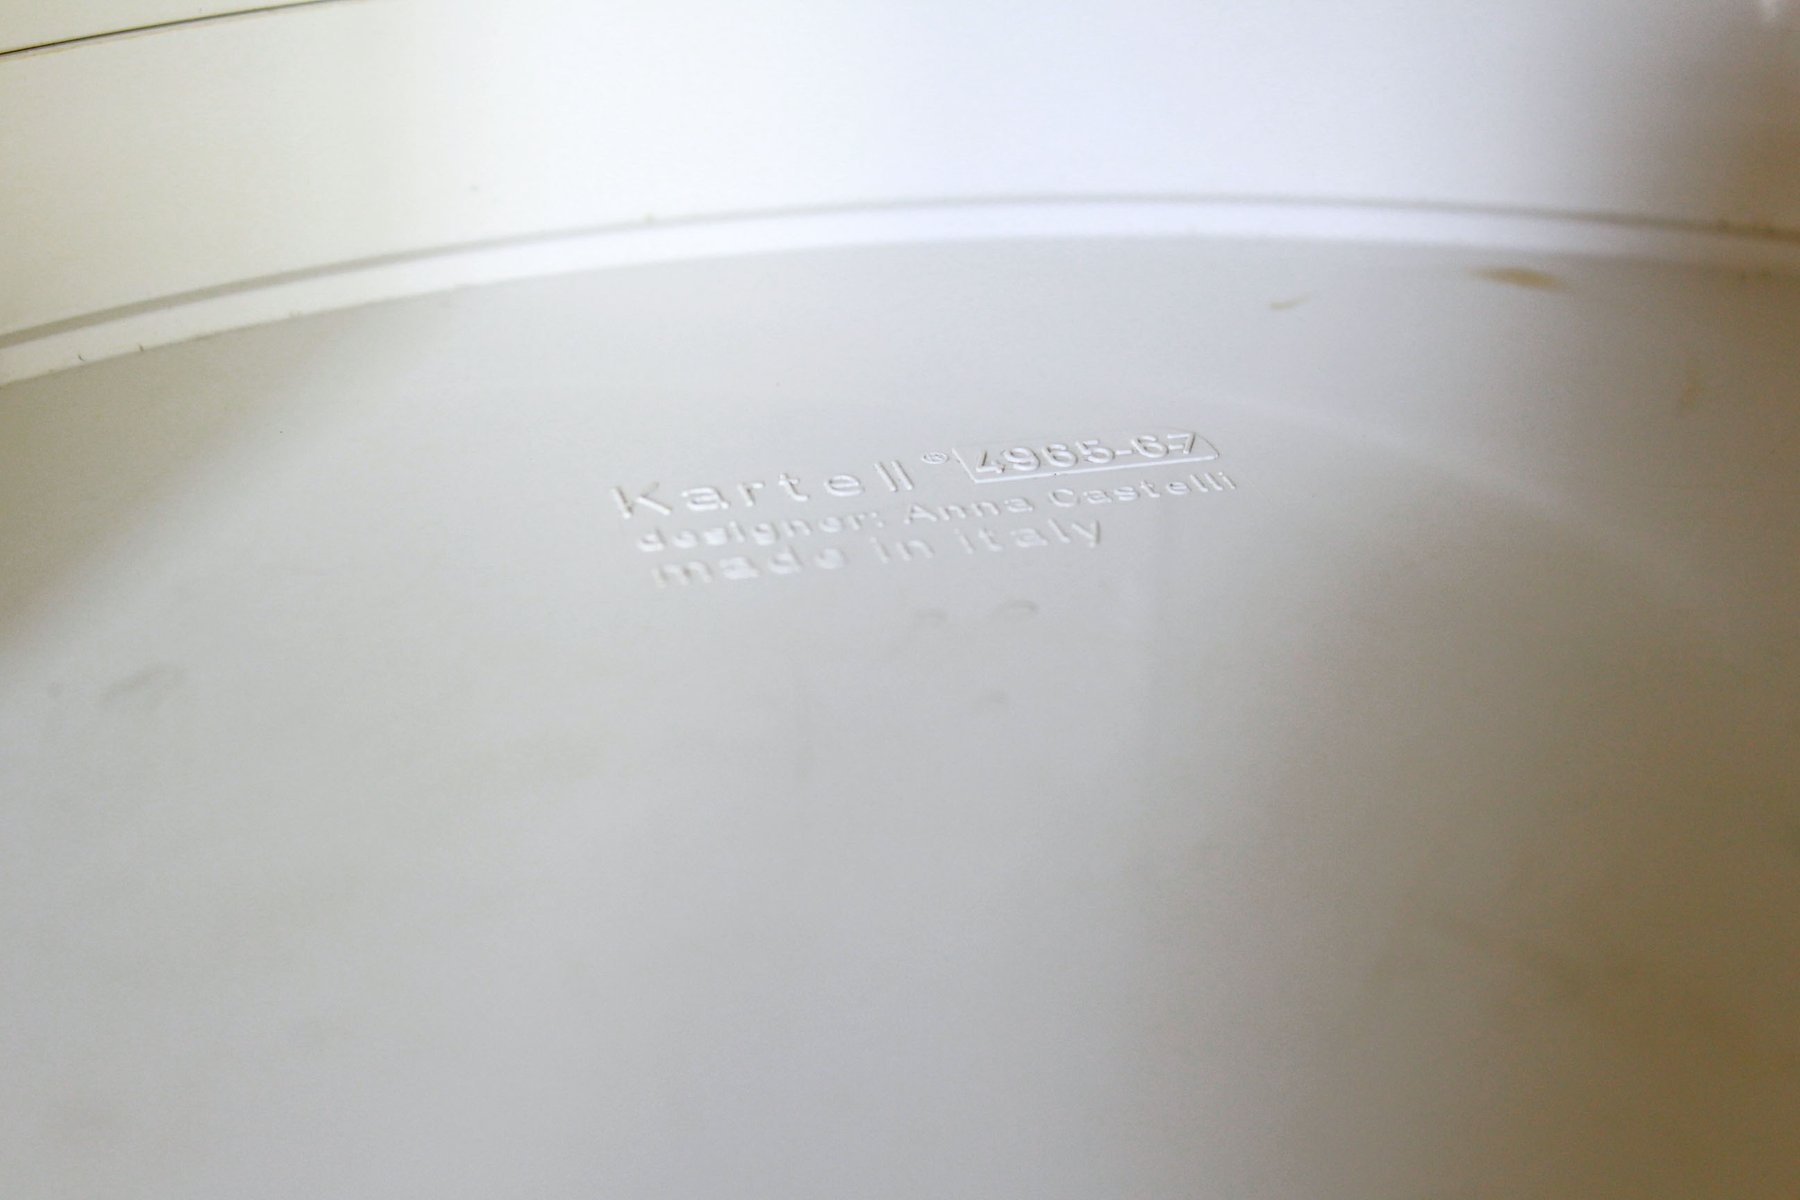 Kartell® 4965-67
designer: Anna Castelli
made in italy